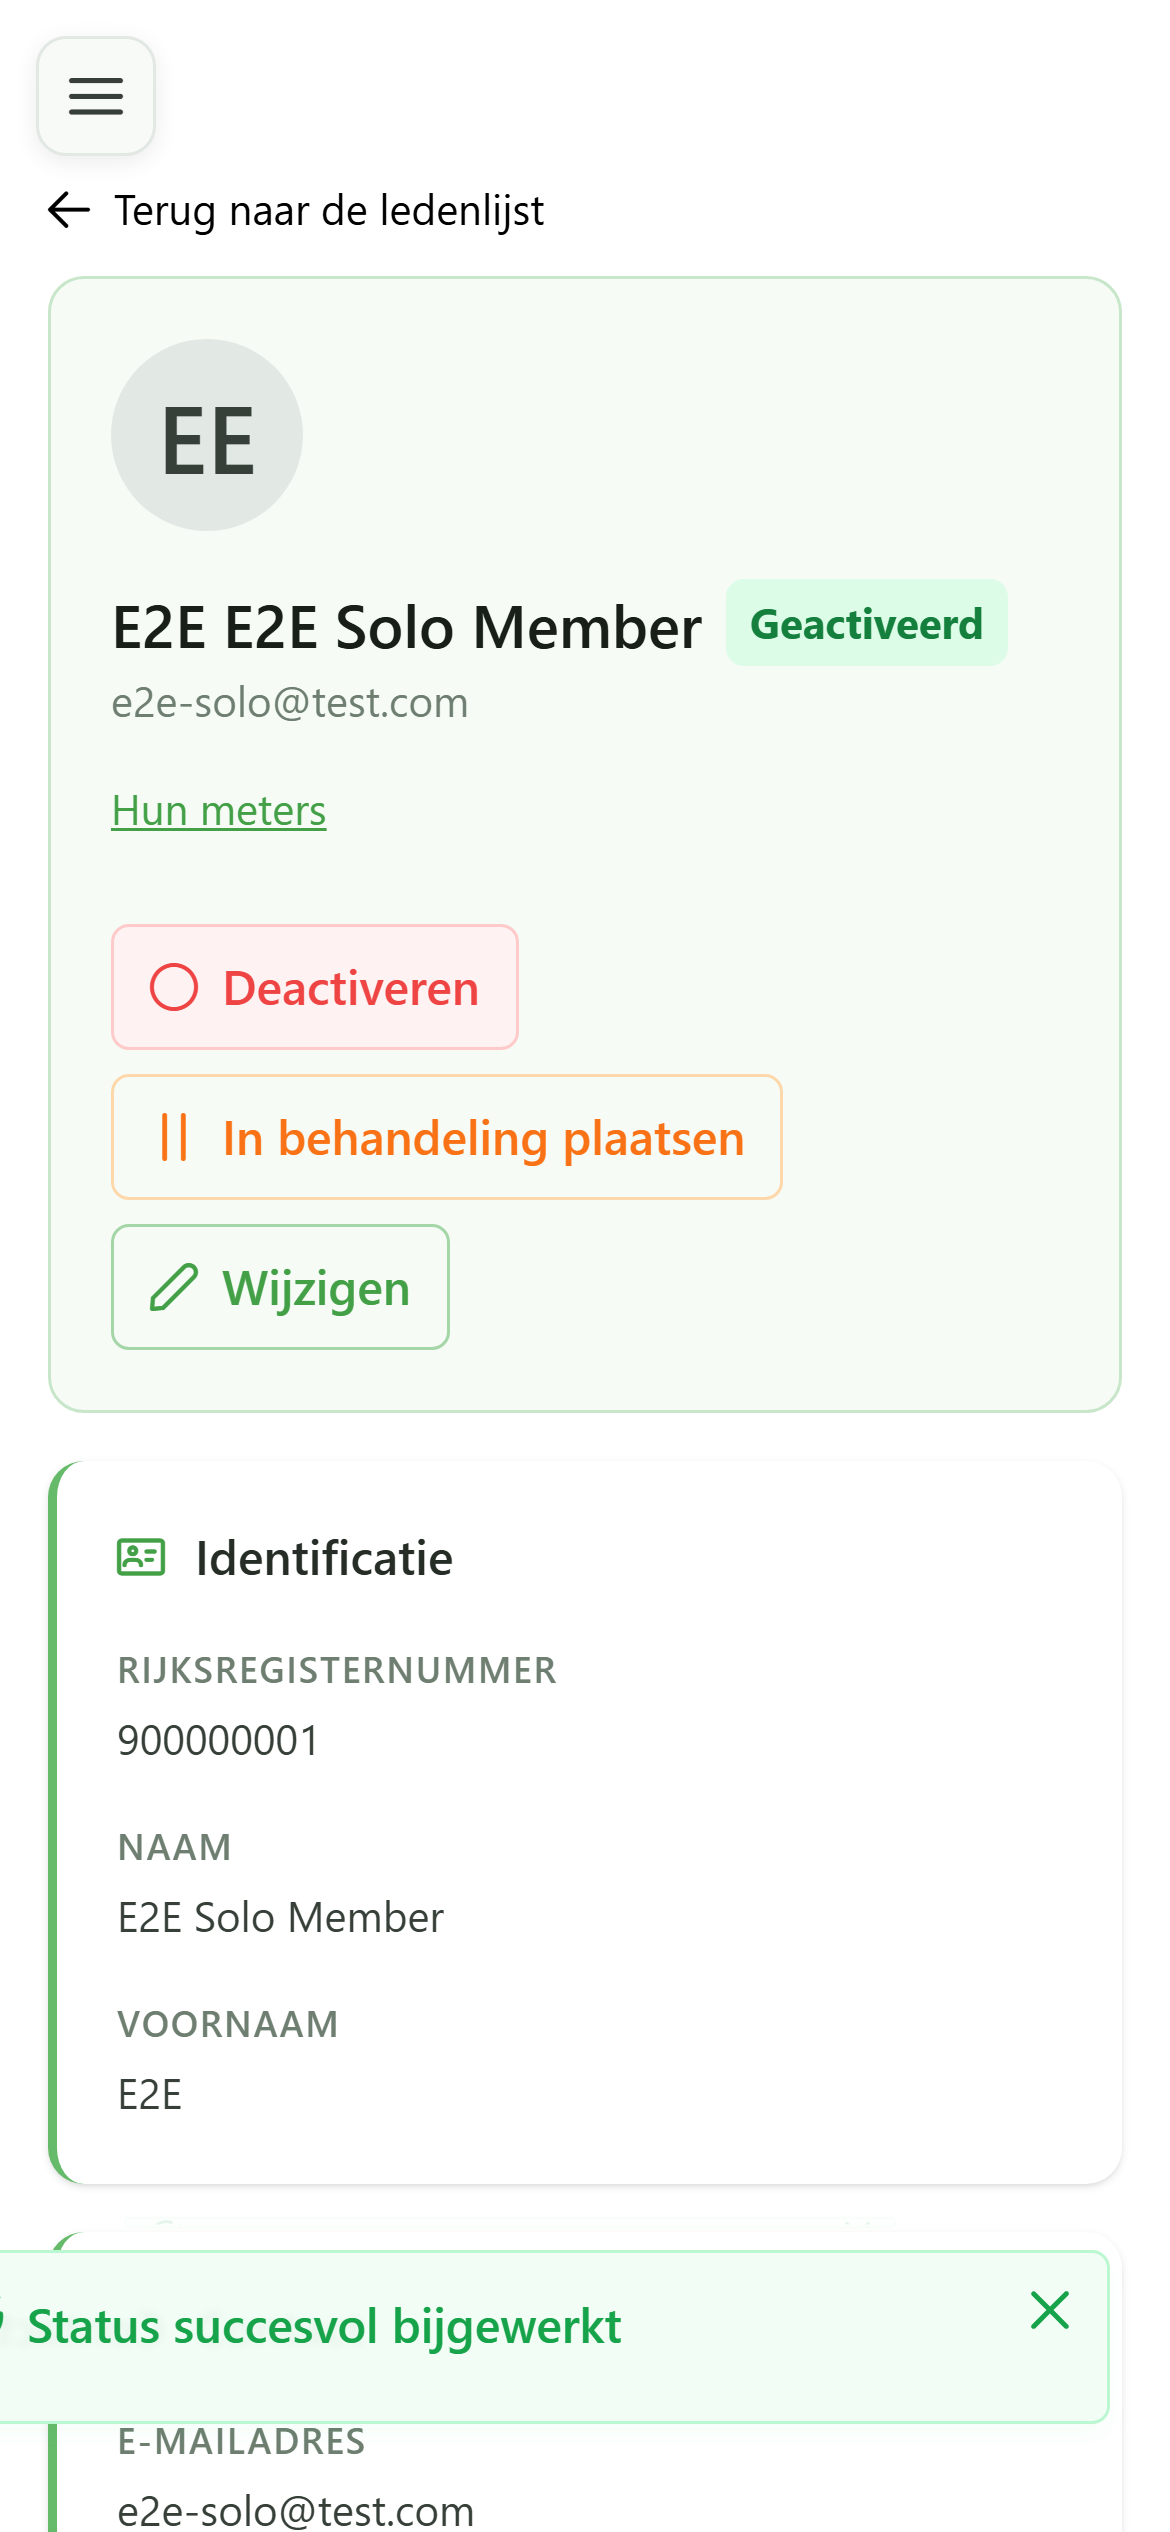 Terug naar de ledenlijst
EE
E2E E2E Solo Member
Geactiveerd
e2e-solo@test.com
Hun meters
Deactiveren
In behandeling plaatsen
Wijzigen
Identificatie
RIJKSREGISTERNUMMER
900000001
NAAM
E2E Solo Member
VOORNAAM
E2E
Status succesvol bijgewerkt
E-MAILADRES
e2e-solo@test.com